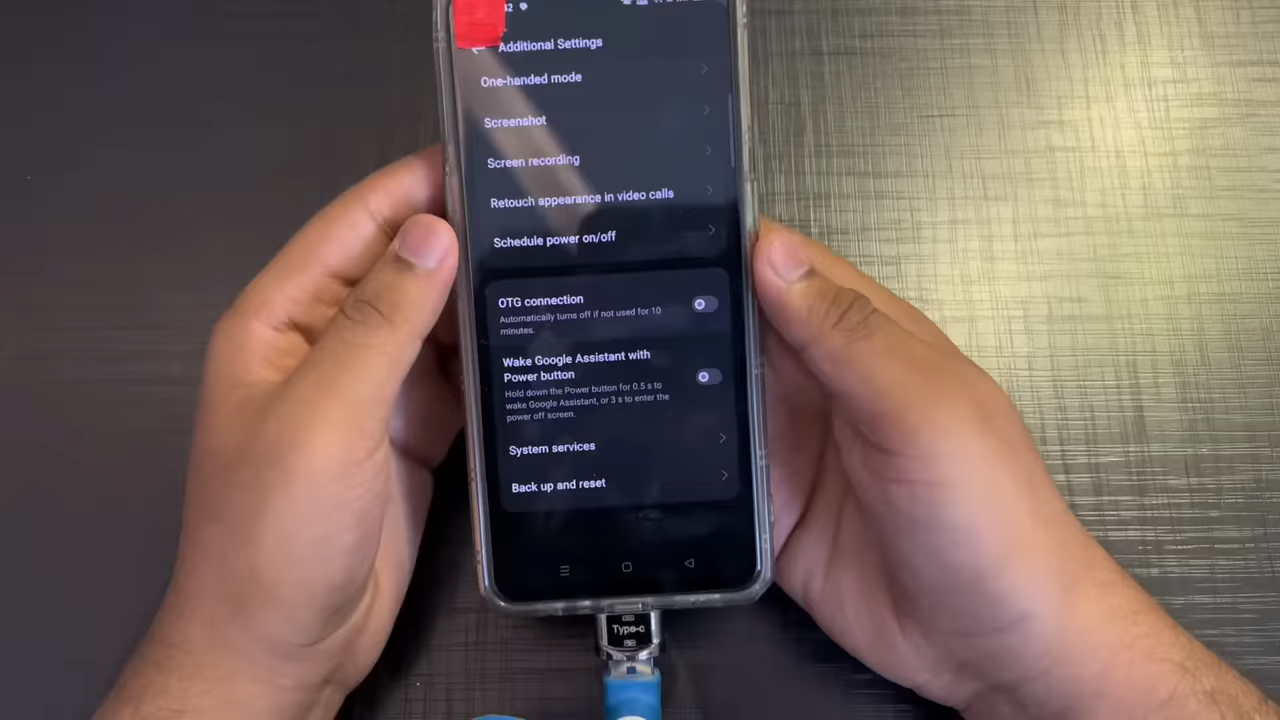 Additional Settings
One-handed mode
Screenshot
Screen recording
Retouch appearance in video calls
Schedule power on/off
OTG connection
Automatically turns off if not used for 10
minutes.
Wake Google Assistant with
Power button
Hold down the Power button for 0.5 s to
wake Google Assistant, or 3 s to enter the
power off screen.
System services
Back up and reset
Type-c